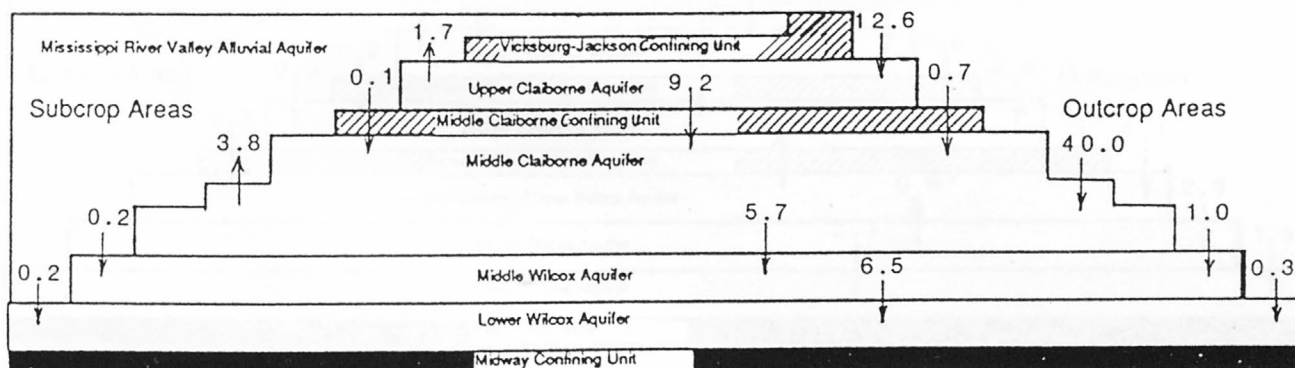 12.6
1.7
Mississippi River Valley Alluvial Aquifer
Vicksburg-Jackson Confining Unit
0.1
9.2
0.7
Upper Claiborne Aquifer
Subcrop Areas
Outcrop Areas
Middle Claiborne Confining Unit
3.8
40.0
Middle Claiborne Aquifer
0.2
5.7
1.0
0.2
6.5
0.3
Middle Wilcox Aquifer
Lower Wilcox Aquifer
Midway Confining Unit